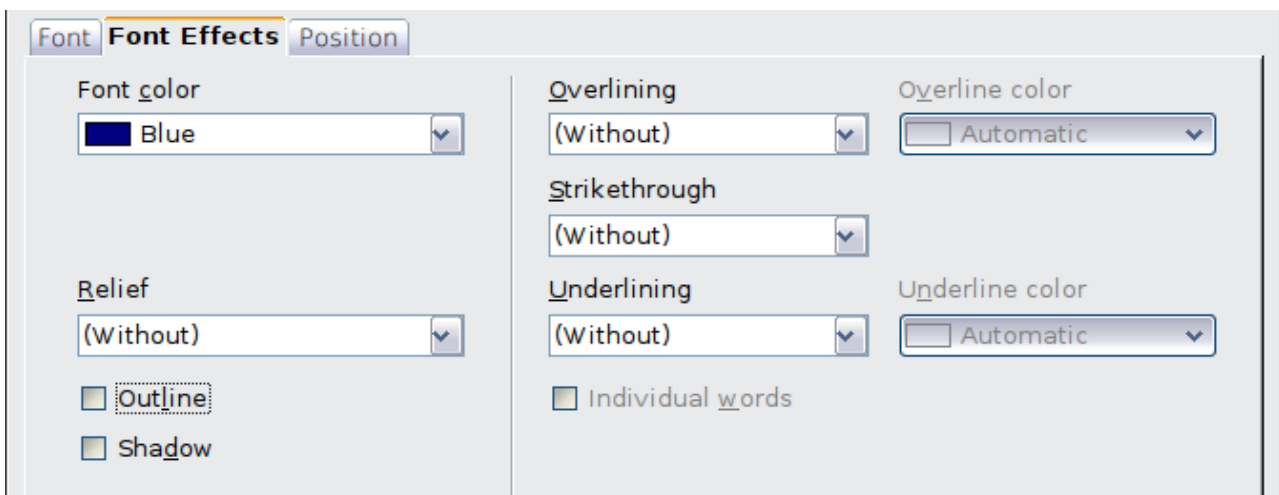 Font Font Effects Position
Font color
Blue
Relief
(Without)
Outline
Shadow
Overlining Overline color
(Without) Automatic
Strikethrough
(Without)
Underlining Underline color
(Without) Automatic
Individual words